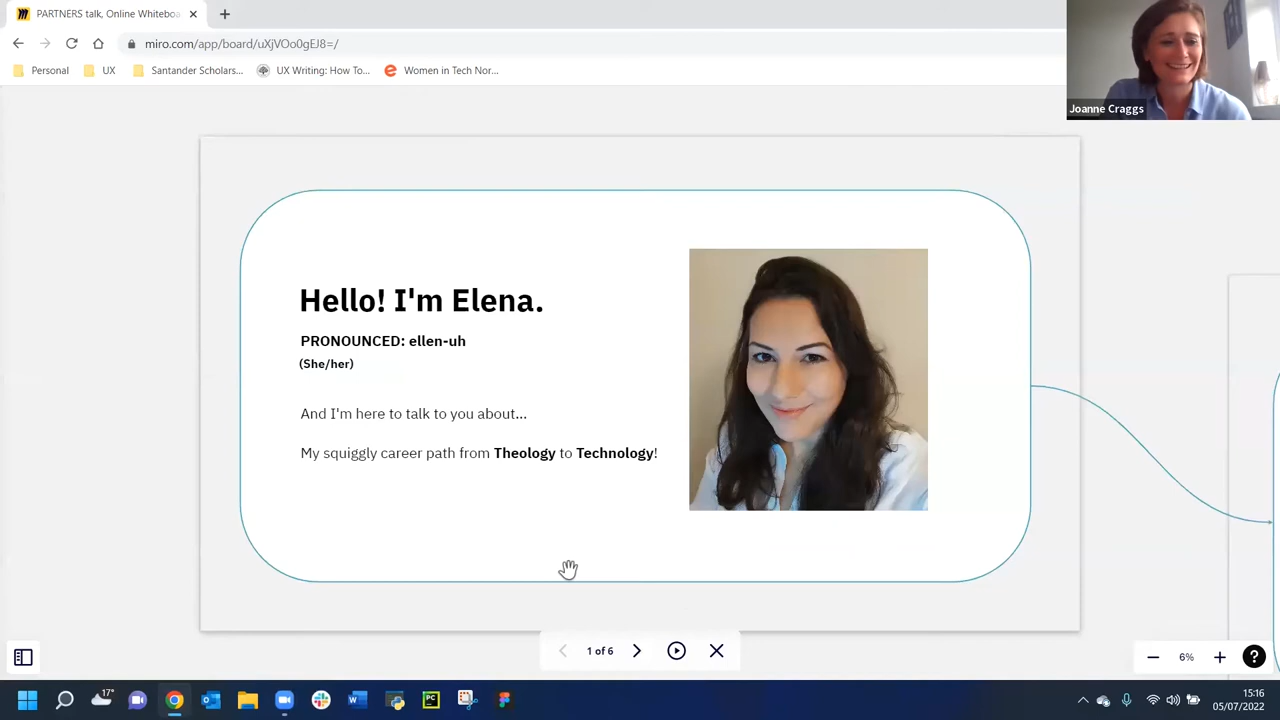 PARTNERS talk, Online Whiteboa
miro.com/app/board/uXjVOo0gEJ8=/
Personal
UX
Santander Scholars...
UX Writing: How To...
Women in Tech Nor...
Joanne Craggs
Hello! I'm Elena.
PRONOUNCED: ellen-uh
(She/her)
And I'm here to talk to you about...
My squiggly career path from Theology to Technology!
1 of 6
6%
17°
15:16
05/07/2022